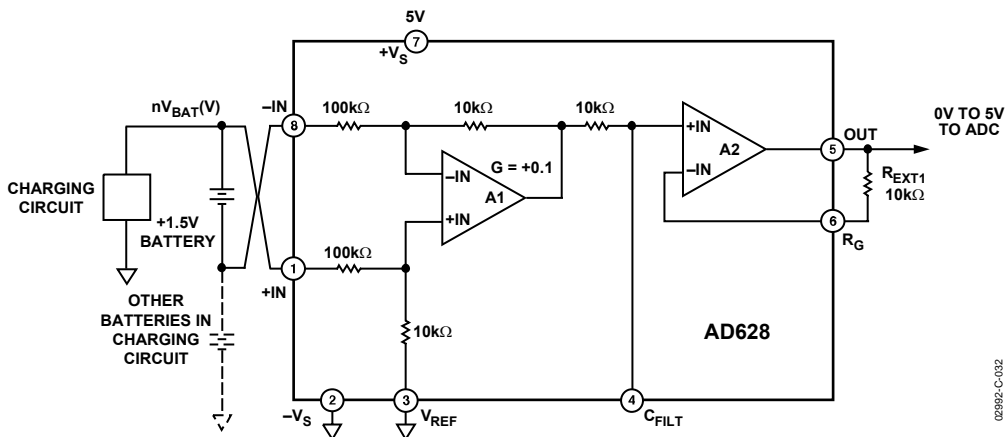 5V
+VS
7
nVBAT(V)
–IN
8
100kΩ
10kΩ
10kΩ
+IN
A2
–IN
OUT
5
0V TO 5V
TO ADC
REXT1
10kΩ
6
RG
G = +0.1
–IN
A1
+IN
CHARGING
CIRCUIT
+1.5V
BATTERY
1
+IN
100kΩ
OTHER
BATTERIES IN
CHARGING
CIRCUIT
10kΩ
AD628
2
–VS
3
VREF
4
CFILT
02992-C-032